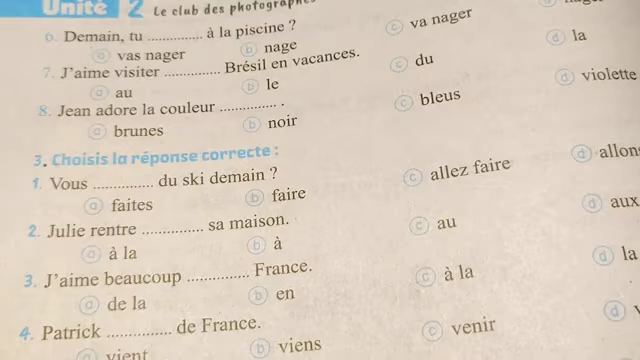 Unité 2 Le club des photographes
6. Demain, tu .............. à la piscine ?
a vas nager b nage c va nager
7. J'aime visiter .............. Brésil en vacances.
a au b le c du d la
8. Jean adore la couleur .............. .
a brunes b noir c bleus d violette
3. Choisis la réponse correcte :
1. Vous .............. du ski demain ?
a faites b faire c allez faire d allon
2. Julie rentre .............. sa maison.
a à la b à c au d aux
3. J'aime beaucoup .............. France.
a de la b en c à la d la
4. Patrick .............. de France.
a vient b viens c venir d